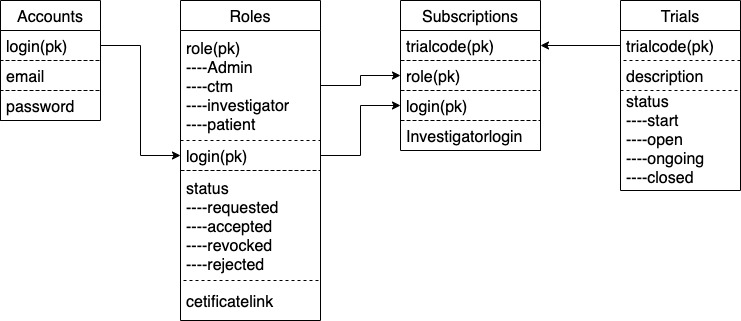 Accounts
login(pk)
email
password
Roles
role(pk)
----Admin
----ctm
----investigator
----patient
login(pk)
status
----requested
----accepted
----revocked
----rejected
cetificatelink
Subscriptions
trialcode(pk)
role(pk)
login(pk)
Investigatorlogin
Trials
trialcode(pk)
description
status
----start
----open
----ongoing
----closed